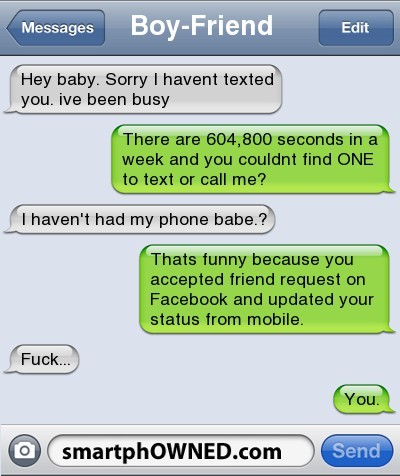 Messages
Boy-Friend
Edit
Hey baby. Sorry I havent texted
you. ive been busy
There are 604,800 seconds in a
week and you couldnt find ONE
to text or call me?
I haven't had my phone babe.?
Thats funny because you
accepted friend request on
Facebook and updated your
status from mobile.
Fuck...
You.
smartphOWNED.com
Send